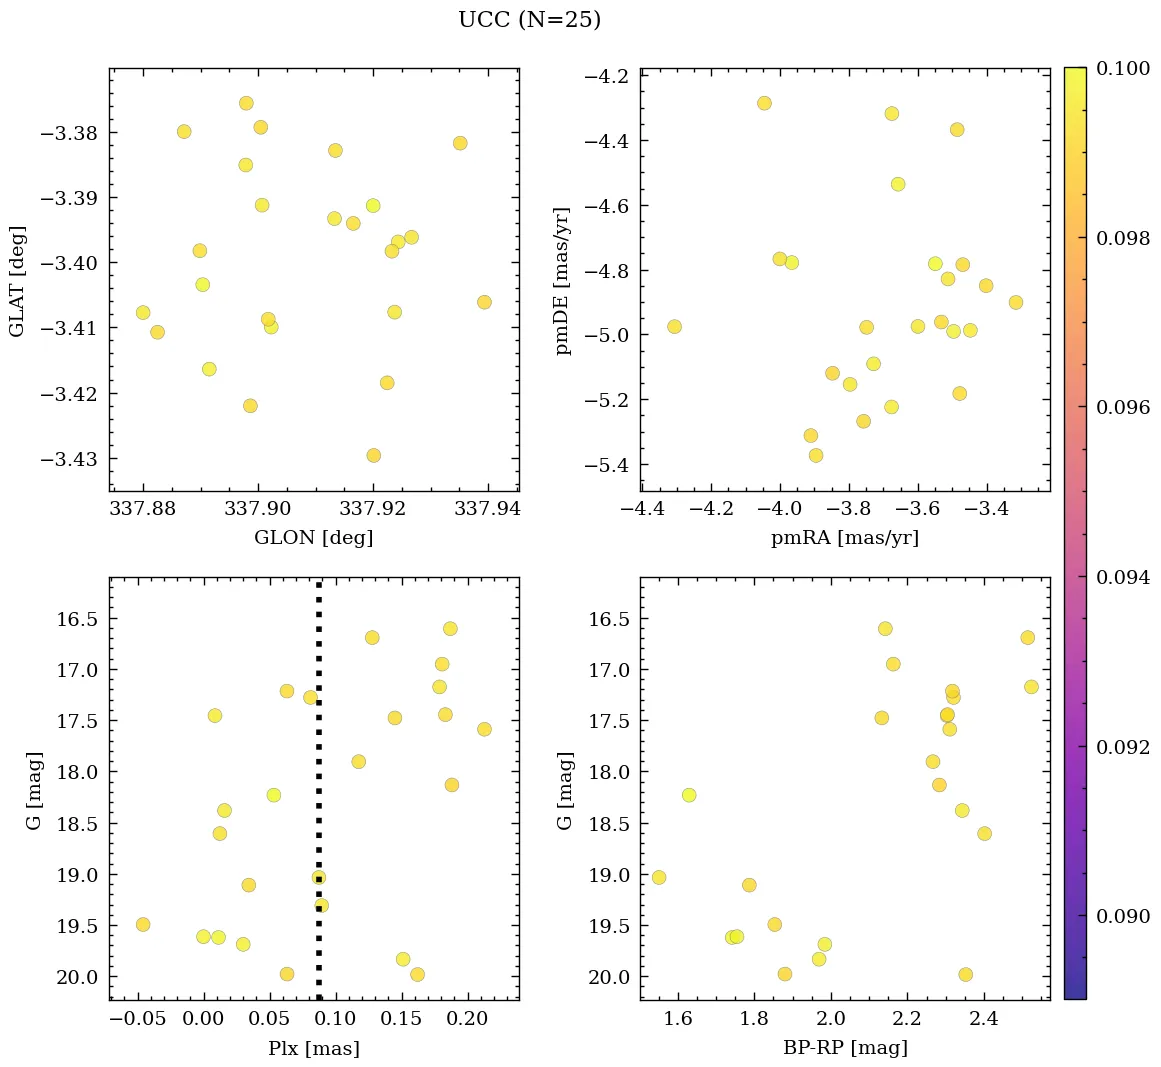 UCC (N=25)
−3.38
−3.39
−3.40
−3.41
−3.42
−3.43
GLAT [deg]
337.88 337.90 337.92 337.94
GLON [deg]
−4.2
−4.4
−4.6
−4.8
−5.0
−5.2
−5.4
pmDE [mas/yr]
−4.4 −4.2 −4.0 −3.8 −3.6 −3.4
pmRA [mas/yr]
16.5
17.0
17.5
18.0
18.5
19.0
19.5
20.0
G [mag]
−0.05 0.00 0.05 0.10 0.15 0.20
Plx [mas]
16.5
17.0
17.5
18.0
18.5
19.0
19.5
20.0
G [mag]
1.6 1.8 2.0 2.2 2.4
BP-RP [mag]
0.100
0.098
0.096
0.094
0.092
0.090